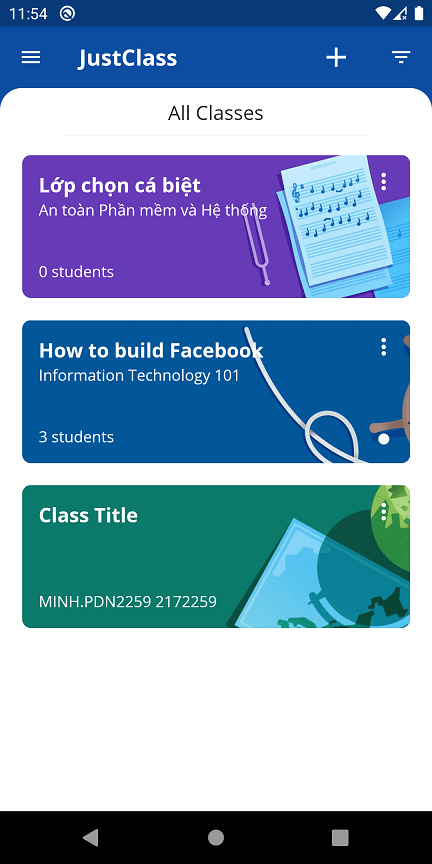 11:54
JustClass
All Classes
Lớp chọn cá biệt
An toàn Phần mềm và Hệ thống
0 students
How to build Facebook
Information Technology 101
3 students
Class Title
MINH.PDN2259 2172259